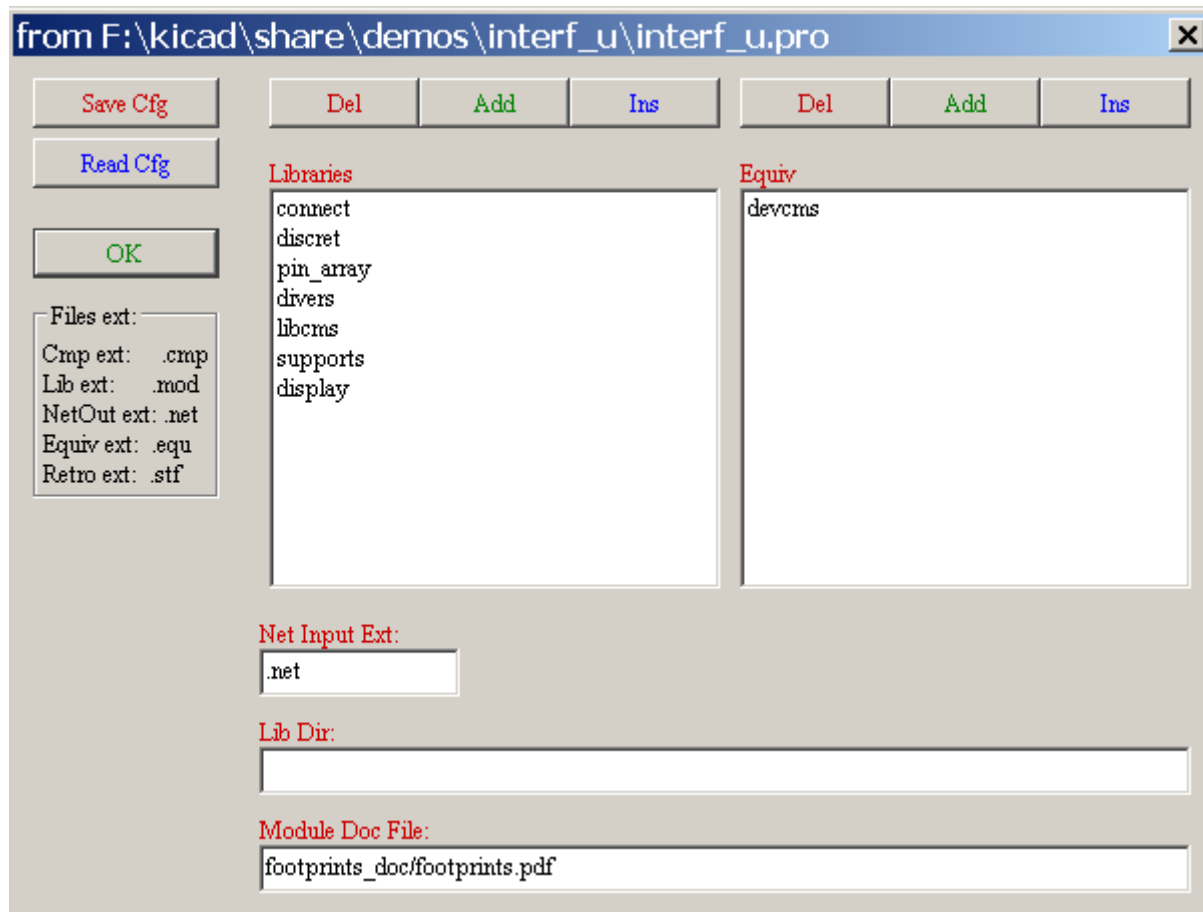 from F:\kicad\share\demos\interf_u\interf_u.pro
Save Cfg
Read Cfg
OK
Files ext:
Cmp ext: .cmp
Lib ext: .mod
NetOut ext: .net
Equiv ext: .equ
Retro ext: .stf
Del Add Ins
Libraries
connect
discret
pin_array
divers
libcms
supports
display
Del Add Ins
Equiv
devcms
Net Input Ext:
.net
Lib Dir:
Module Doc File:
footprints_doc/footprints.pdf